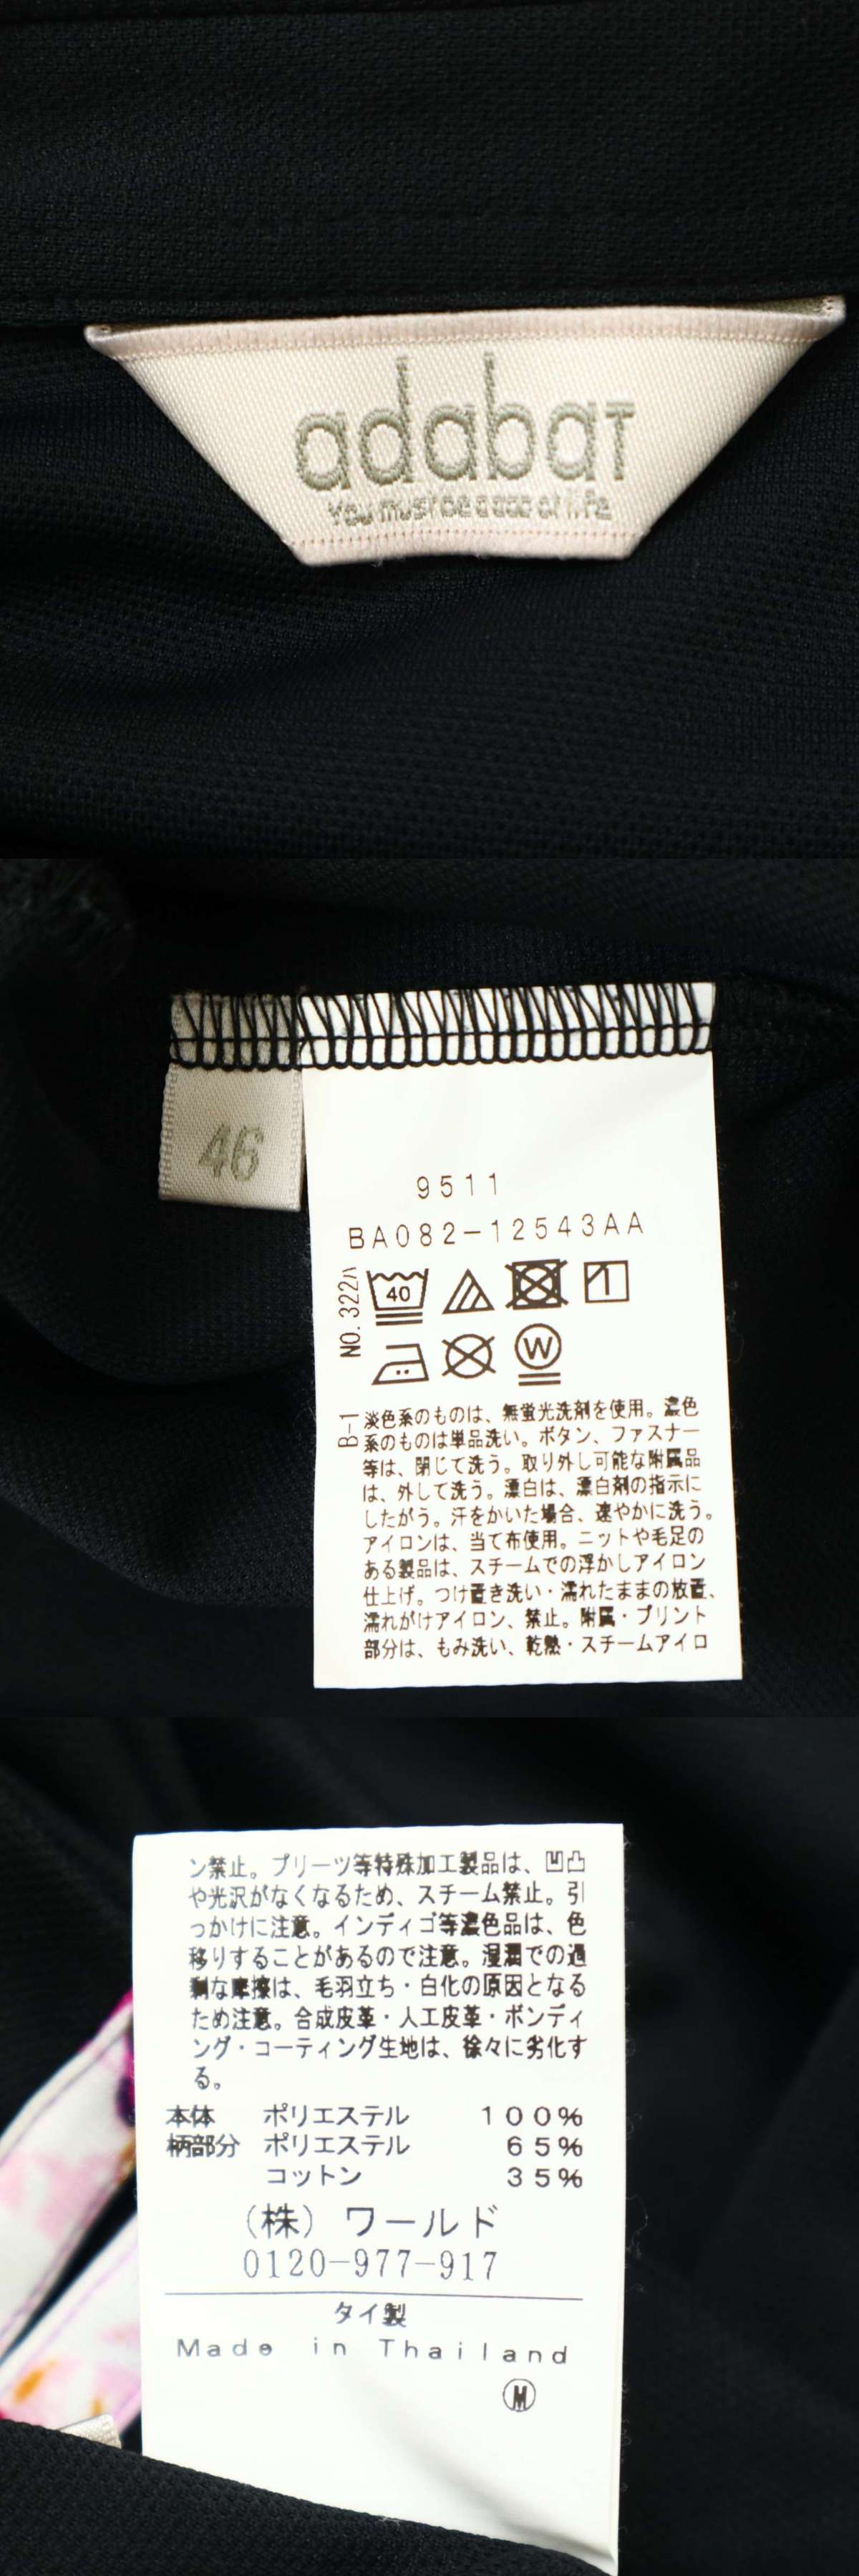 adabat
You must be a cad of life
46
9511
BA082-12543AA
NO. 322
40
W
B-1
淡色系のものは、無蛍光洗剤を使用。濃色
系のものは単品洗い。ボタン、ファスナー
等は、閉じて洗う。取り外し可能な附属品
は、外して洗う。漂白は、漂白剤の指示に
したがう。汗をかいた場合、速やかに洗う。
アイロンは、当て布使用。ニットや毛足の
ある製品は、スチームでの浮かしアイロン
仕上げ。つけ置き洗い・濡れたままの放置、
濡れがけアイロン、禁止。附属・プリント
部分は、もみ洗い、乾熱・スチームアイロ
ン禁止。プリーツ等特殊加工製品は、凹凸
や光沢がなくなるため、スチーム禁止。引
っかけに注意。インディゴ等濃色品は、色
移りすることがあるので注意。湿潤での過
剰な摩擦は、毛羽立ち・白化の原因となる
ため注意。合成皮革・人工皮革・ボンディ
ング・コーティング生地は、徐々に劣化す
る。
本体 ポリエステル 100%
柄部分 ポリエステル 65%
コットン 35%
(株) ワールド
0120-977-917
タイ製
Made in Thailand
M